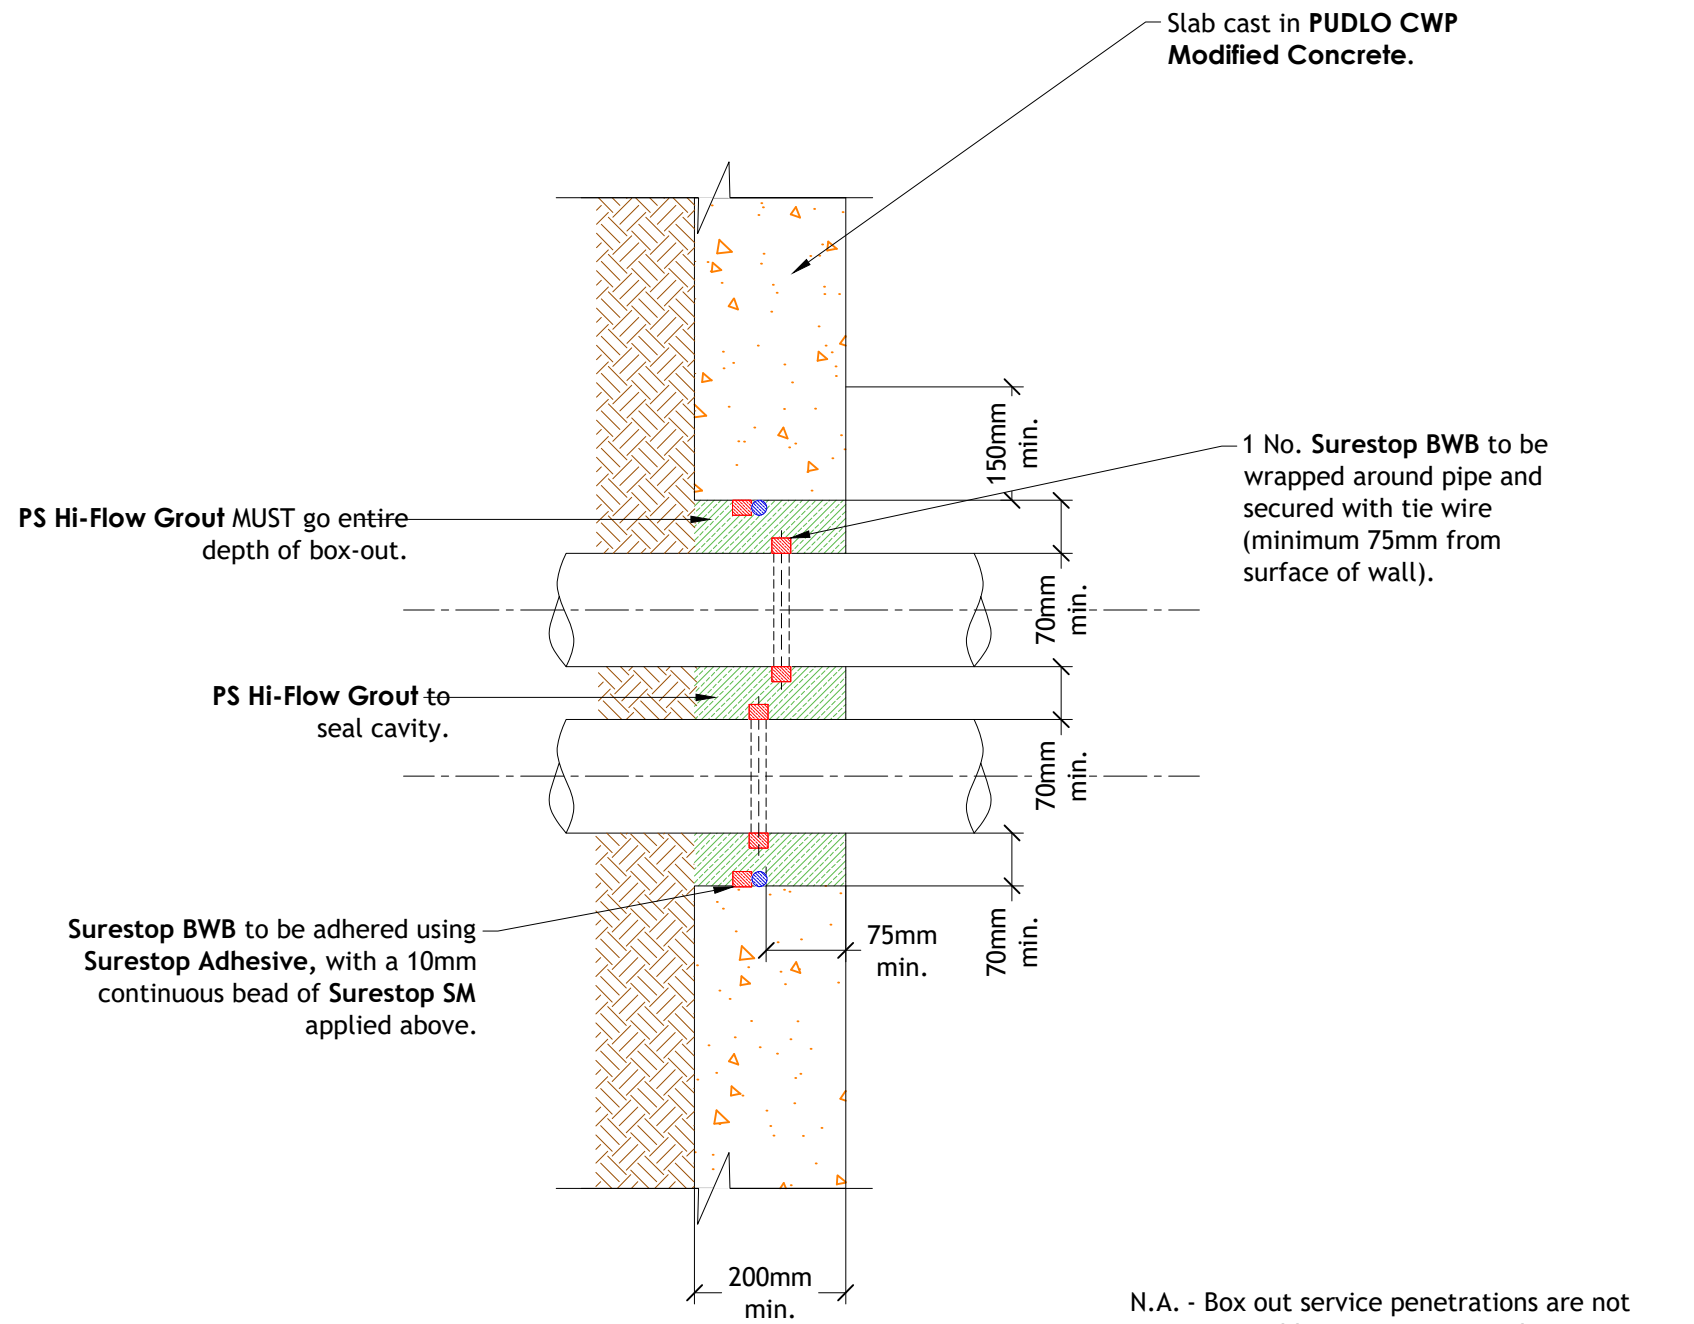 Slab cast in PUDLO CWP
Modified Concrete.
150mm
min.
1 No. Surestop BWB to be
wrapped around pipe and
secured with tie wire
(minimum 75mm from
surface of wall).
PS Hi-Flow Grout MUST go entire
depth of box-out.
70mm
min.
PS Hi-Flow Grout to
seal cavity.
70mm
min.
Surestop BWB to be adhered using
Surestop Adhesive, with a 10mm
continuous bead of Surestop SM
applied above.
75mm
min.
70mm
min.
200mm
min.
N.A. - Box out service penetrations are not